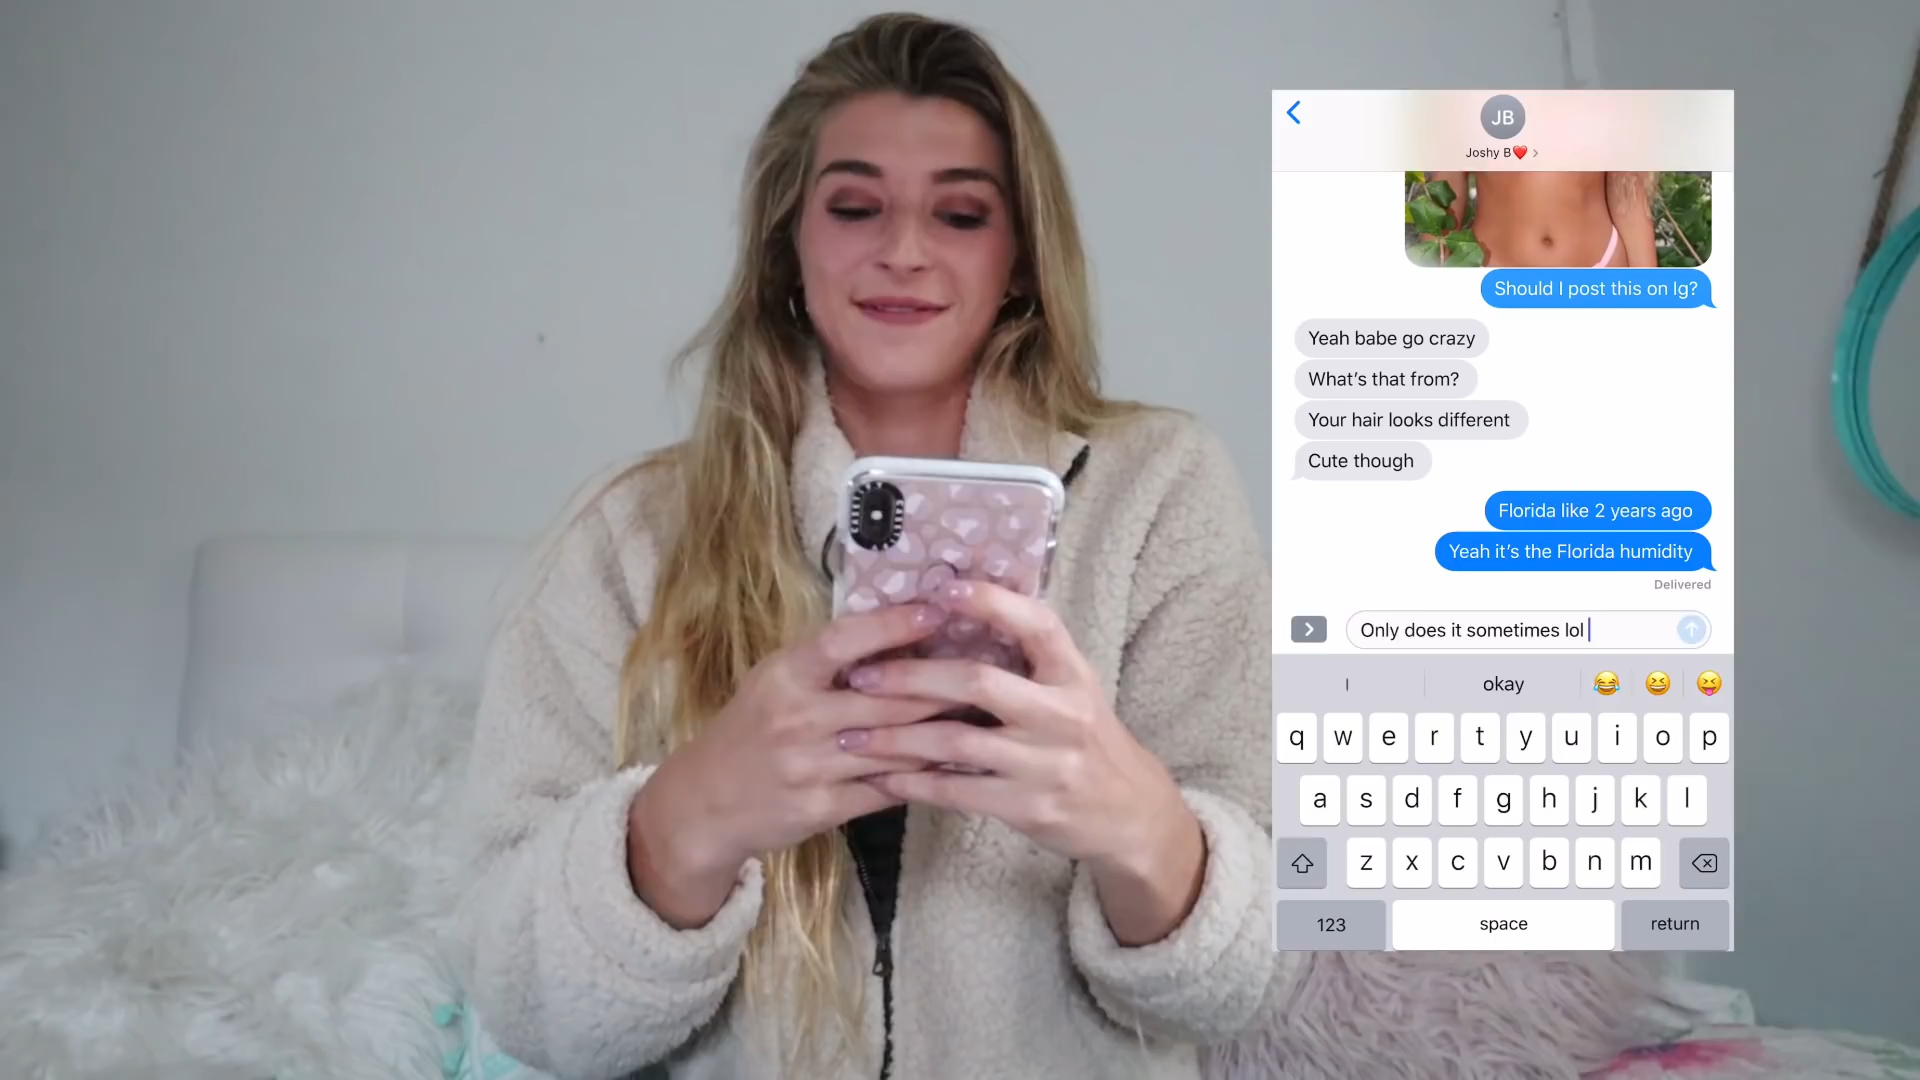 JB
Joshy B❤️ >
Should I post this on Ig?
Yeah babe go crazy
What's that from?
Your hair looks different
Cute though
Florida like 2 years ago
Yeah it's the Florida humidity
Delivered
Only does it sometimes lol
I okay 😂 😆 😝
q w e r t y u i o p
a s d f g h j k l
z x c v b n m
123 space return